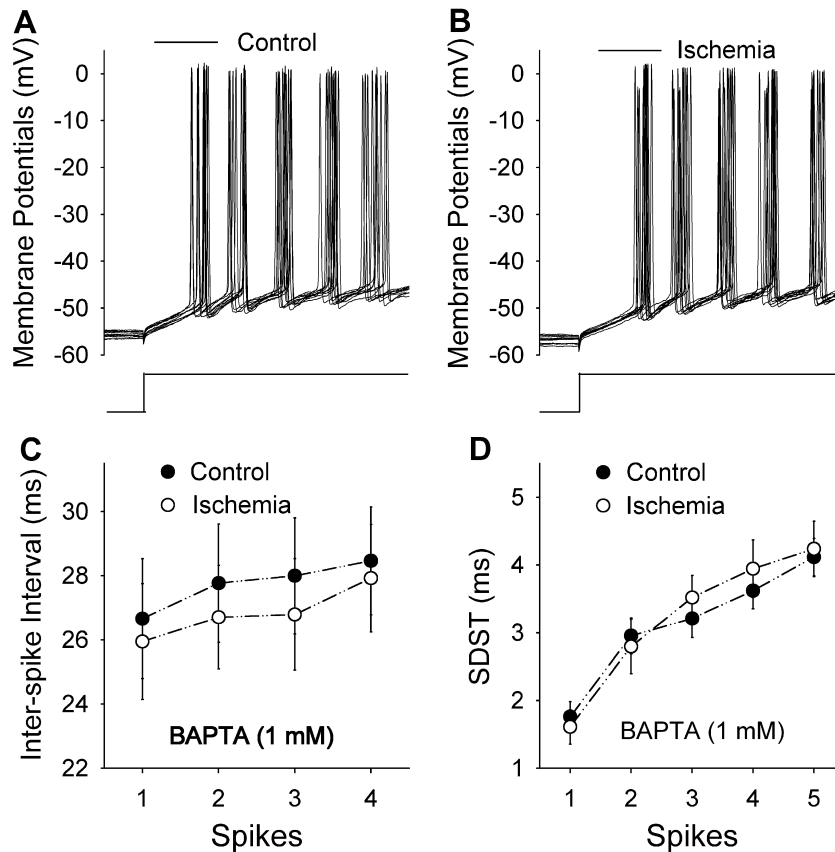 A
Control
Membrane Potentials (mV)
0
-10
-20
-30
-40
-50
-60
B
Ischemia
Membrane Potentials (mV)
0
-10
-20
-30
-40
-50
-60
C
Control
Ischemia
Inter-spike Interval (ms)
30
28
26
24
22
BAPTA (1 mM)
1 2 3 4
Spikes
D
Control
Ischemia
SDST (ms)
5
4
3
2
1
BAPTA (1 mM)
1 2 3 4 5
Spikes